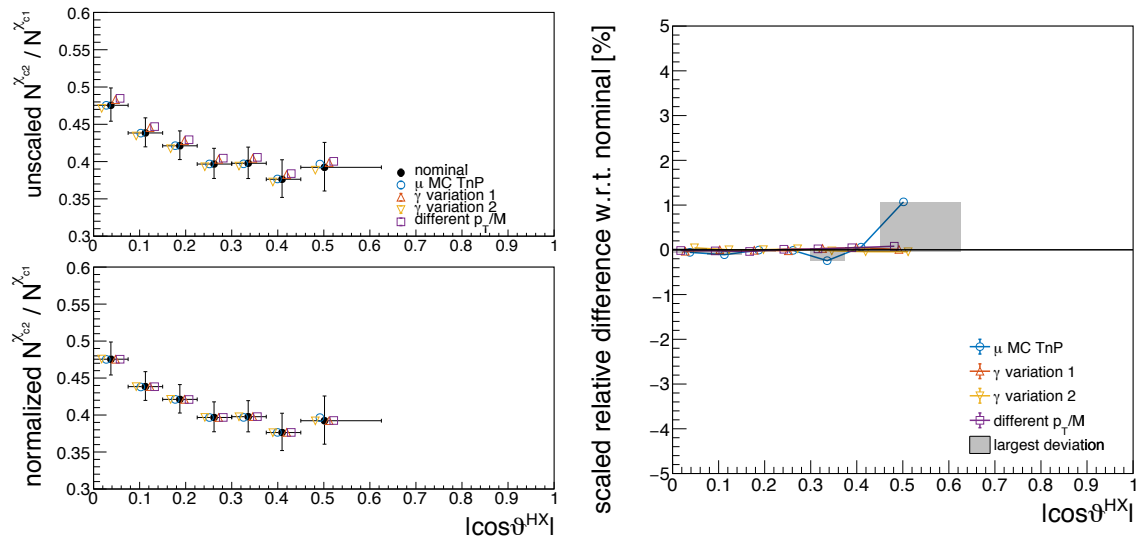 unscaled N^χc2 / N^χc1
0.6
0.55
0.5
0.45
0.4
0.35
0.3
nominal
μ MC TnP
γ variation 1
γ variation 2
different p_T/M
0 0.1 0.2 0.3 0.4 0.5 0.6 0.7 0.8 0.9 1
normalized N^χc2 / N^χc1
0.6
0.55
0.5
0.45
0.4
0.35
0.3
0 0.1 0.2 0.3 0.4 0.5 0.6 0.7 0.8 0.9 1
|cosϑ^HX|
scaled relative difference w.r.t. nominal [%]
5
4
3
2
1
0
−1
−2
−3
−4
−5
μ MC TnP
γ variation 1
γ variation 2
different p_T/M
largest deviation
0 0.1 0.2 0.3 0.4 0.5 0.6 0.7 0.8 0.9 1
|cosϑ^HX|